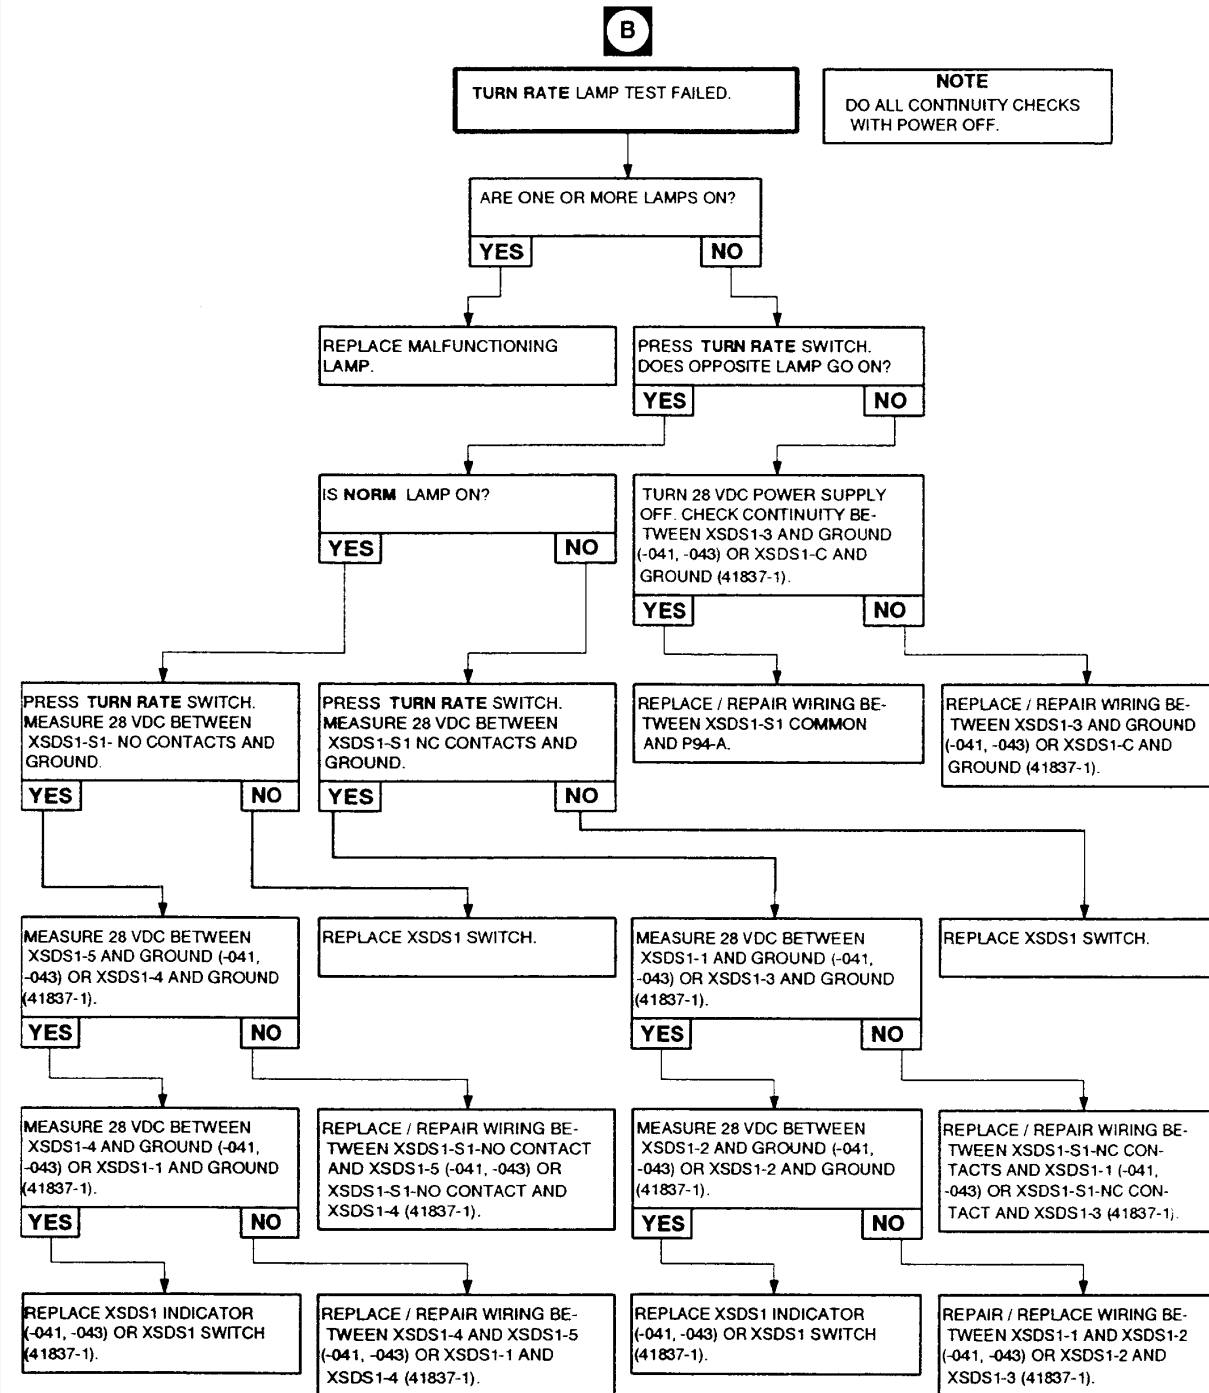 B
TURN RATE LAMP TEST FAILED.
NOTE
DO ALL CONTINUITY CHECKS
WITH POWER OFF.
ARE ONE OR MORE LAMPS ON?
YES
NO
REPLACE MALFUNCTIONING
LAMP.
PRESS TURN RATE SWITCH.
DOES OPPOSITE LAMP GO ON?
YES
NO
IS NORM LAMP ON?
YES
NO
TURN 28 VDC POWER SUPPLY
OFF. CHECK CONTINUITY BE-
TWEEN XSDS1-3 AND GROUND
(-041, -043) OR XSDS1-C AND
GROUND (41837-1).
YES
NO
PRESS TURN RATE SWITCH.
MEASURE 28 VDC BETWEEN
XSDS1-S1- NO CONTACTS AND
GROUND.
YES
NO
PRESS TURN RATE SWITCH.
MEASURE 28 VDC BETWEEN
XSDS1-S1 NC CONTACTS AND
GROUND.
YES
NO
REPLACE / REPAIR WIRING BE-
TWEEN XSDS1-S1 COMMON
AND P94-A.
REPLACE / REPAIR WIRING BE-
TWEEN XSDS1-3 AND GROUND
(-041, -043) OR XSDS1-C AND
GROUND (41837-1).
MEASURE 28 VDC BETWEEN
XSDS1-5 AND GROUND (-041,
-043) OR XSDS1-4 AND GROUND
(41837-1).
YES
NO
REPLACE XSDS1 SWITCH.
MEASURE 28 VDC BETWEEN
XSDS1-1 AND GROUND (-041,
-043) OR XSDS1-3 AND GROUND
(41837-1).
YES
NO
REPLACE XSDS1 SWITCH.
MEASURE 28 VDC BETWEEN
XSDS1-4 AND GROUND (-041,
-043) OR XSDS1-1 AND GROUND
(41837-1).
YES
NO
REPLACE / REPAIR WIRING BE-
TWEEN XSDS1-S1-NO CONTACT
AND XSDS1-5 (-041, -043) OR
XSDS1-S1-NO CONTACT AND
XSDS1-4 (41837-1).
MEASURE 28 VDC BETWEEN
XSDS1-2 AND GROUND (-041,
-043) OR XSDS1-2 AND GROUND
(41837-1).
YES
NO
REPLACE / REPAIR WIRING BE-
TWEEN XSDS1-S1-NC CON-
TACTS AND XSDS1-1 (-041,
-043) OR XSDS1-S1-NC CON-
TACT AND XSDS1-3 (41837-1).
REPLACE XSDS1 INDICATOR
(-041, -043) OR XSDS1 SWITCH
(41837-1).
REPLACE / REPAIR WIRING BE-
TWEEN XSDS1-4 AND XSDS1-5
(-041, -043) OR XSDS1-1 AND
XSDS1-4 (41837-1).
REPLACE XSDS1 INDICATOR
(-041, -043) OR XSDS1 SWITCH
(41837-1).
REPAIR / REPLACE WIRING BE-
TWEEN XSDS1-1 AND XSDS1-2
(-041, -043) OR XSDS1-2 AND
XSDS1-3 (41837-1).